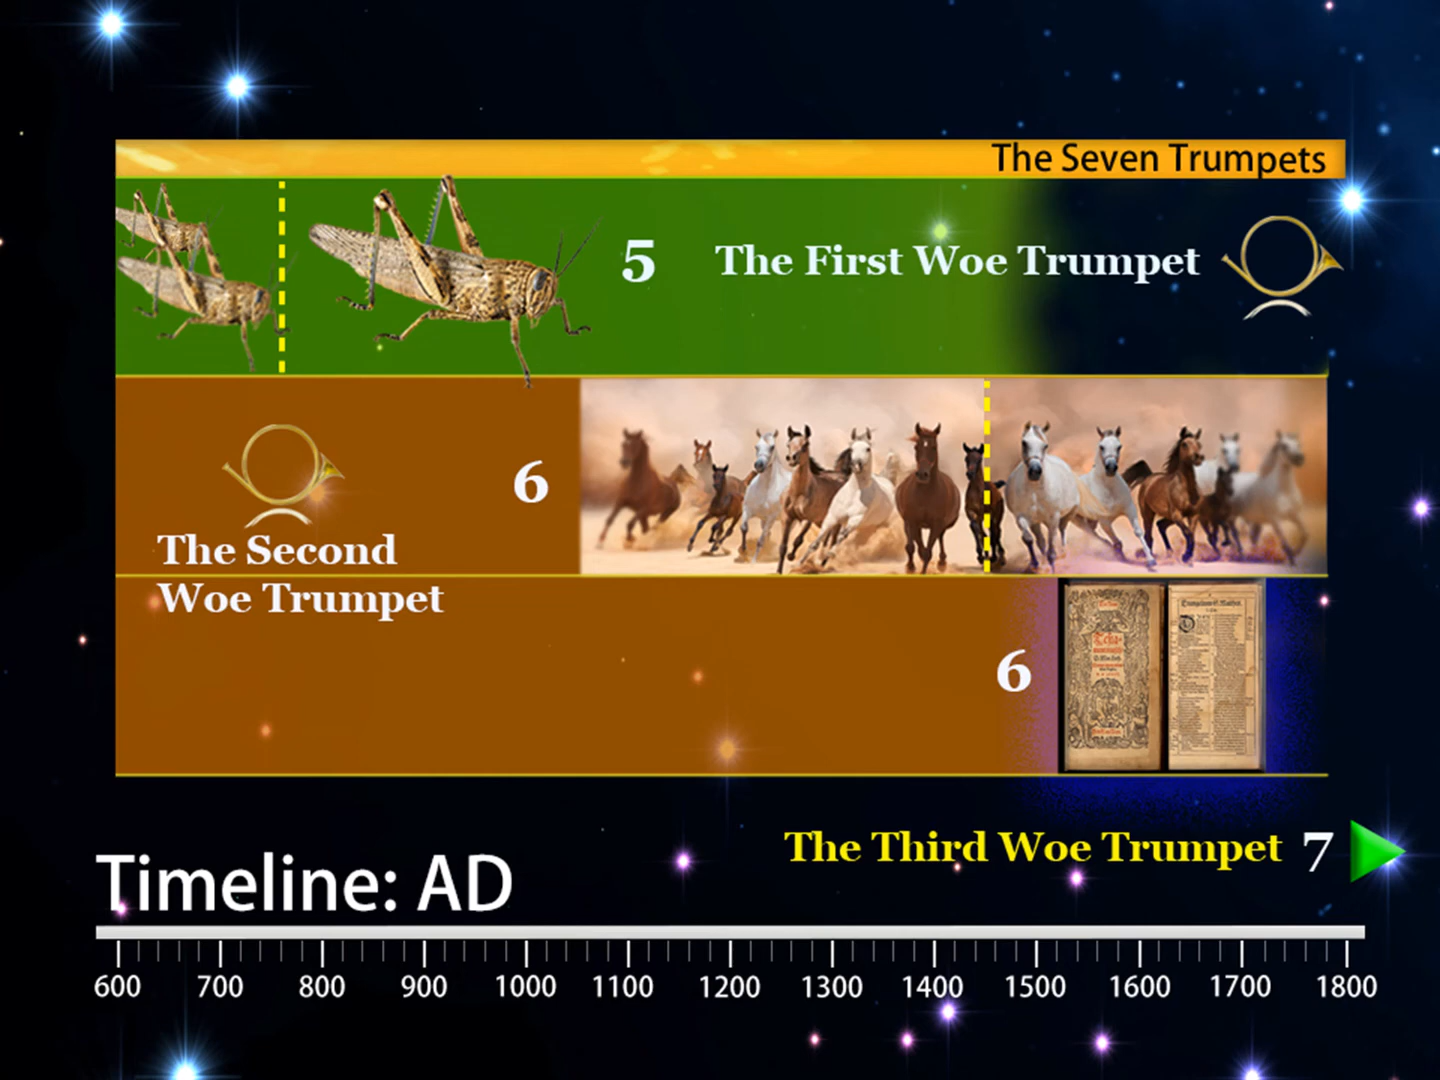 The Seven Trumpets
5 The First Woe Trumpet
6
The Second
Woe Trumpet
6
The Third Woe Trumpet 7
Timeline: AD
600 700 800 900 1000 1100 1200 1300 1400 1500 1600 1700 1800